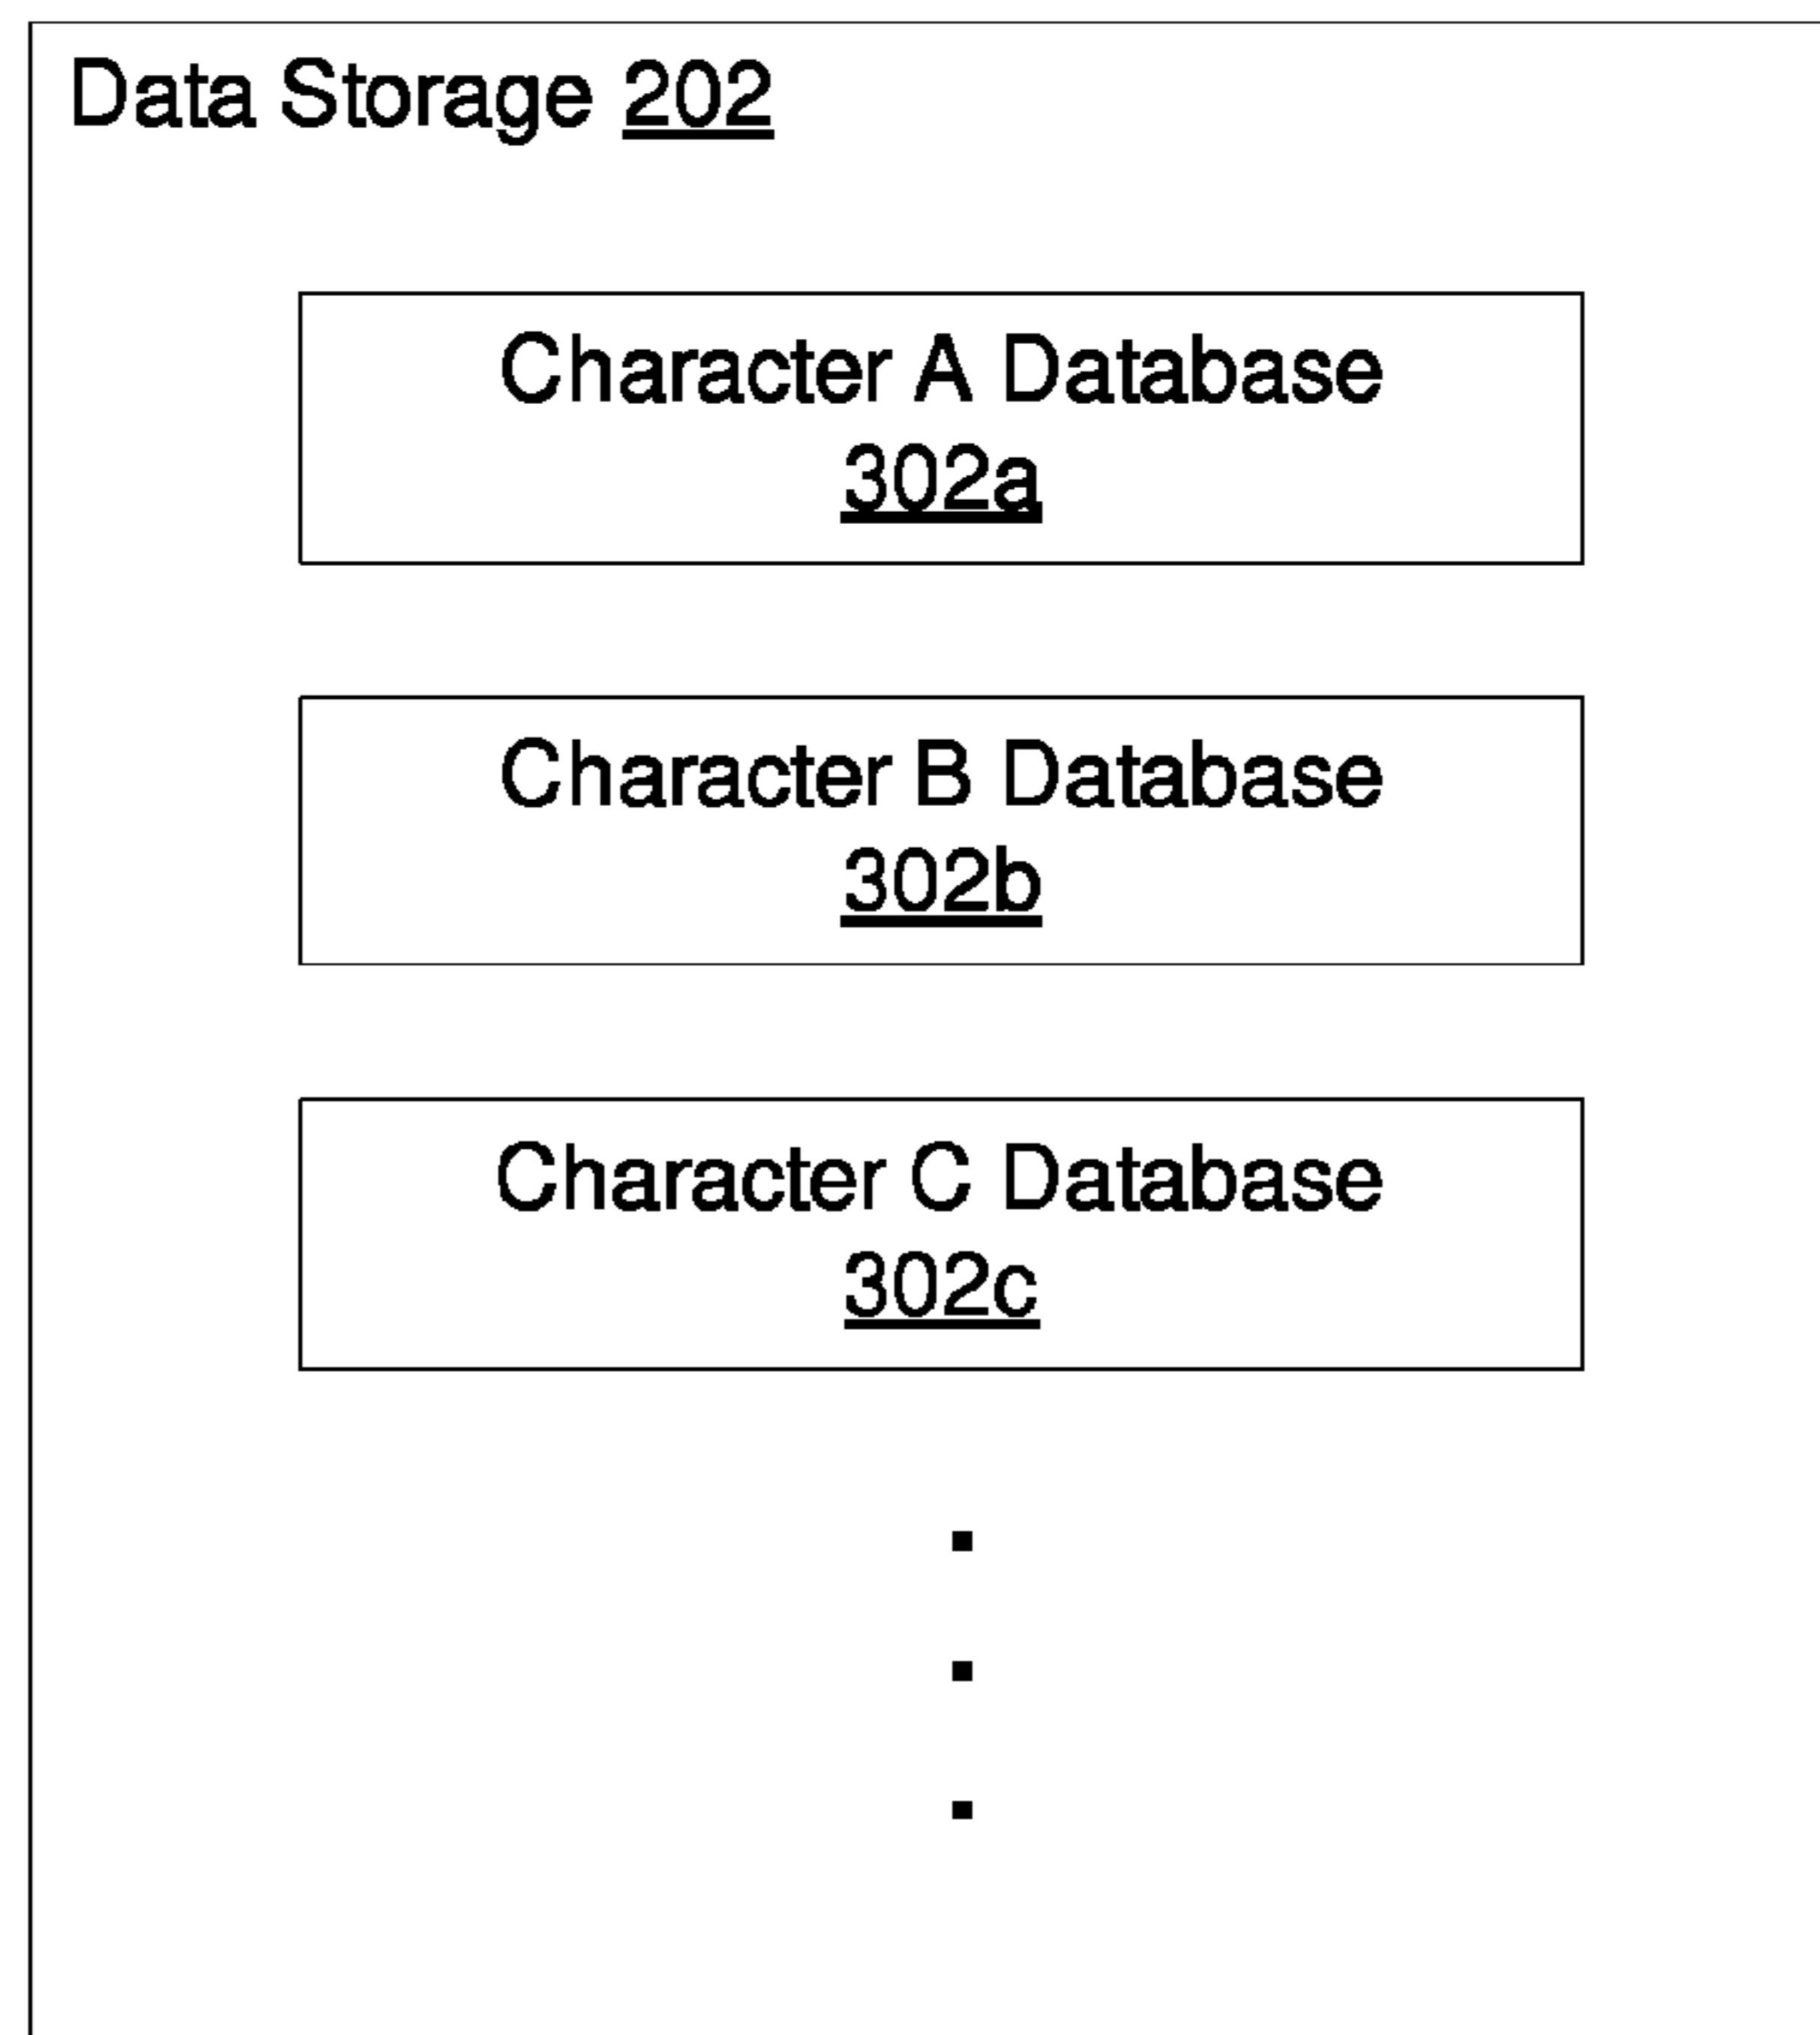 Data Storage 202
Character A Database
302a
Character B Database
302b
Character C Database
302c